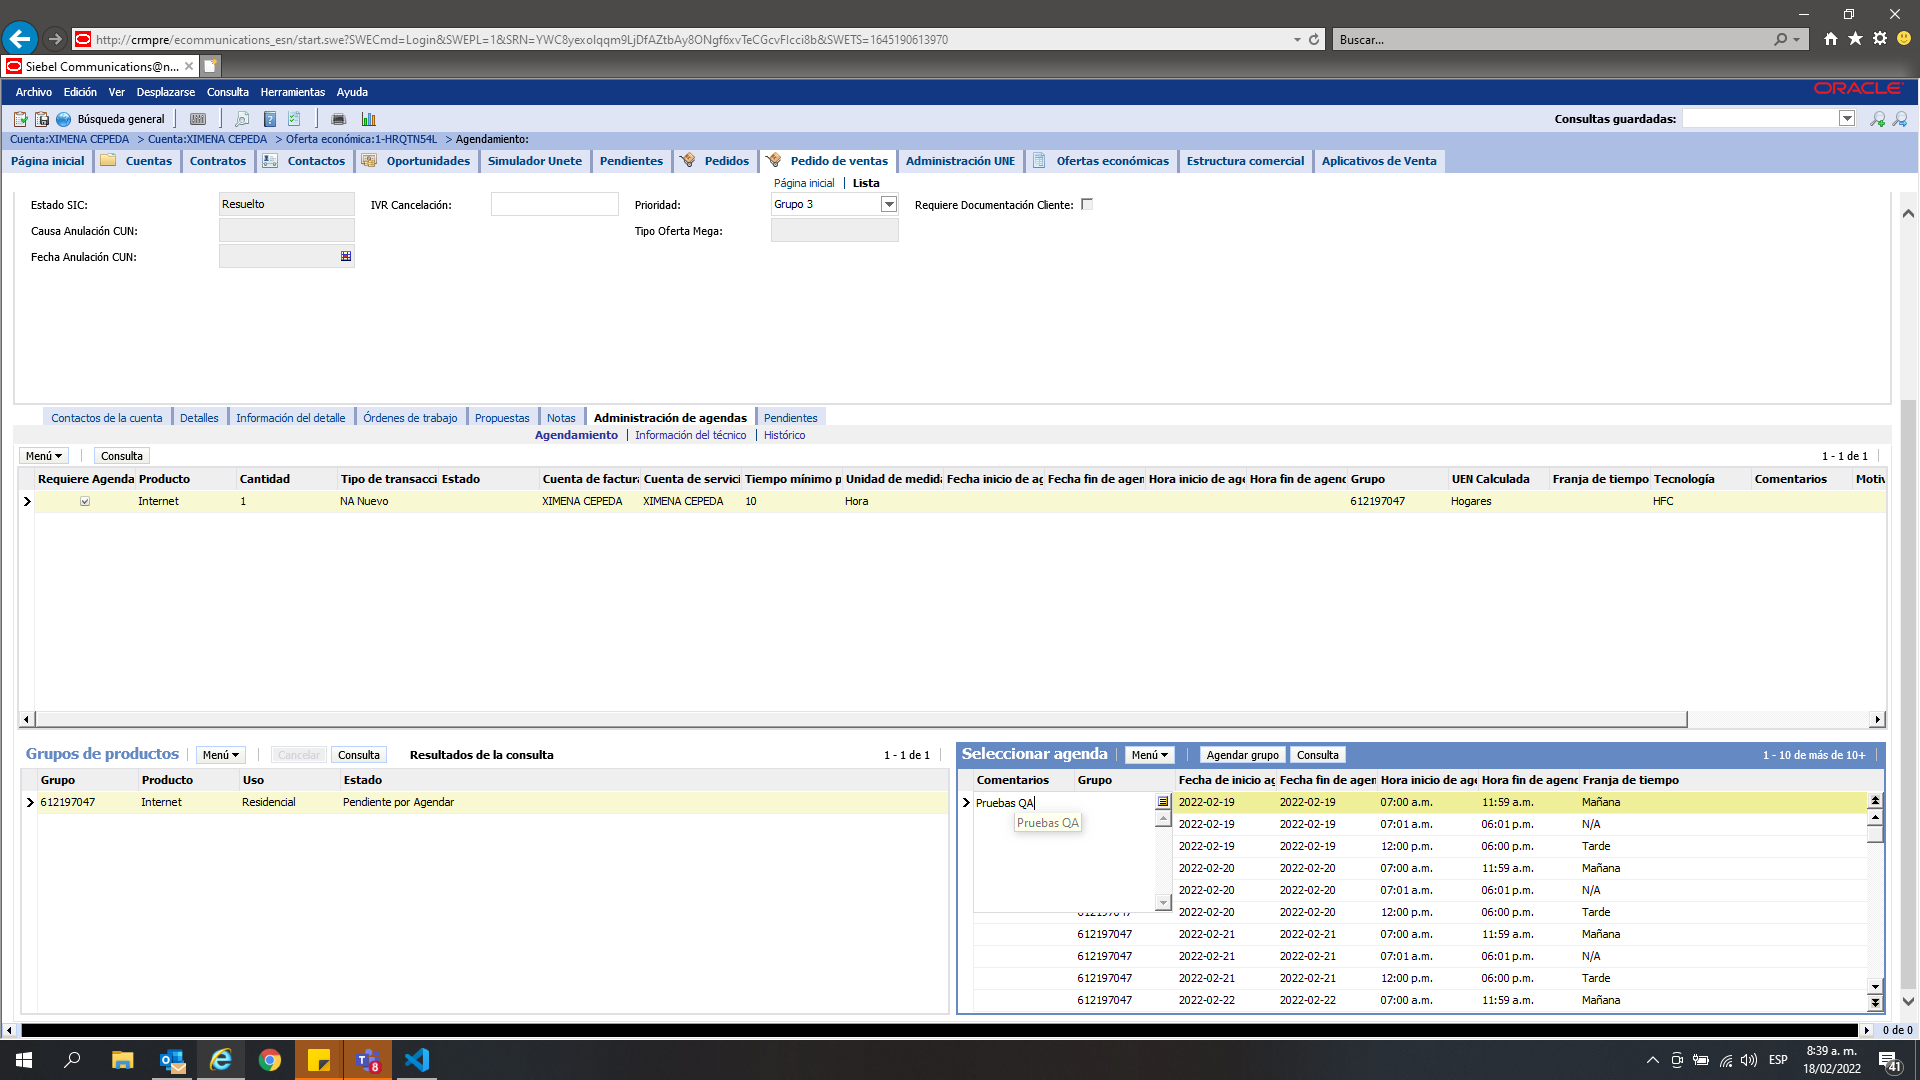 http://crmpre/ecommunications_esn/start.swe?SWECmd=Login&SWEPL=1&SRN=YWC8yexoIqqm9LjDfAZtbAy8ONgf6xvTeCGcvFIcci8b&SWETS=1645190613970
Buscar...
Siebel Communications@n...
Archivo Edición Ver Desplazarse Consulta Herramientas Ayuda
ORACLE
Búsqueda general
Consultas guardadas:
Cuenta:XIMENA CEPEDA > Cuenta:XIMENA CEPEDA > Oferta económica:1-HRQTN54L > Agendamiento:
Página inicial Cuentas Contratos Contactos Oportunidades Simulador Unete Pendientes Pedidos Pedido de ventas Administración UNE Ofertas económicas Estructura comercial Aplicativos de Venta
Página inicial | Lista
Estado SIC: Resuelto IVR Cancelación: Prioridad: Grupo 3 Requiere Documentación Cliente:
Causa Anulación CUN: Tipo Oferta Mega:
Fecha Anulación CUN:
Contactos de la cuenta Detalles Información del detalle Órdenes de trabajo Propuestas Notas Administración de agendas Pendientes
Agendamiento | Información del técnico | Histórico
Menú Consulta 1 - 1 de 1
Requiere Agenda Producto Cantidad Tipo de transacci Estado Cuenta de factura Cuenta de servici Tiempo mínimo p Unidad de medida Fecha inicio de ag Fecha fin de agen Hora inicio de age Hora fin de agenc Grupo UEN Calculada Franja de tiempo Tecnología Comentarios Motiv
Internet 1 NA Nuevo XIMENA CEPEDA XIMENA CEPEDA 10 Hora 612197047 Hogares HFC
Grupos de productos Menú Cancelar Consulta Resultados de la consulta 1 - 1 de 1
Grupo Producto Uso Estado
612197047 Internet Residencial Pendiente por Agendar
Seleccionar agenda Menú Agendar grupo Consulta 1 - 10 de más de 10+
Comentarios Grupo Fecha de inicio ag Fecha fin de agen Hora inicio de age Hora fin de agenc Franja de tiempo
Pruebas QA 2022-02-19 2022-02-19 07:00 a.m. 11:59 a.m. Mañana
Pruebas QA
2022-02-19 2022-02-19 07:01 a.m. 06:01 p.m. N/A
2022-02-19 2022-02-19 12:00 p.m. 06:00 p.m. Tarde
2022-02-20 2022-02-20 07:00 a.m. 11:59 a.m. Mañana
2022-02-20 2022-02-20 07:01 a.m. 06:01 p.m. N/A
612197047 2022-02-20 2022-02-20 12:00 p.m. 06:00 p.m. Tarde
612197047 2022-02-21 2022-02-21 07:00 a.m. 11:59 a.m. Mañana
612197047 2022-02-21 2022-02-21 07:01 a.m. 06:01 p.m. N/A
612197047 2022-02-21 2022-02-21 12:00 p.m. 06:00 p.m. Tarde
612197047 2022-02-22 2022-02-22 07:00 a.m. 11:59 a.m. Mañana
0 de 0
8
ESP
8:39 a. m.
18/02/2022
41